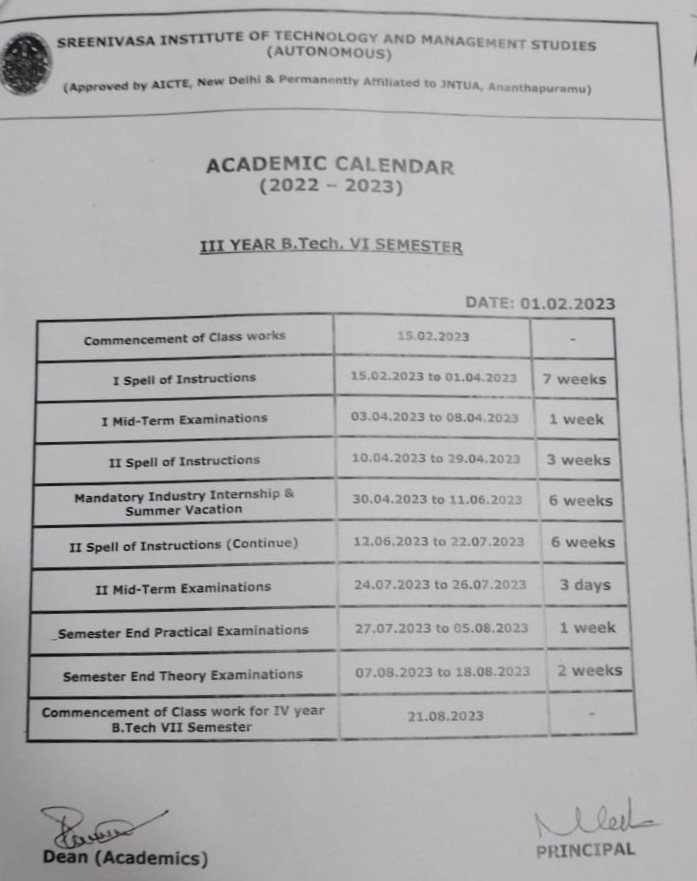 SREENIVASA INSTITUTE OF TECHNOLOGY AND MANAGEMENT STUDIES
(AUTONOMOUS)
(Approved by AICTE, New Delhi & Permanently Affiliated to JNTUA, Ananthapuramu)
ACADEMIC CALENDAR
(2022 – 2023)
III YEAR B.Tech. VI SEMESTER
DATE: 01.02.2023
Commencement of Class works 15.02.2023 -
I Spell of Instructions 15.02.2023 to 01.04.2023 7 weeks
I Mid-Term Examinations 03.04.2023 to 08.04.2023 1 week
II Spell of Instructions 10.04.2023 to 29.04.2023 3 weeks
Mandatory Industry Internship &
Summer Vacation 30.04.2023 to 11.06.2023 6 weeks
II Spell of Instructions (Continue) 12.06.2023 to 22.07.2023 6 weeks
II Mid-Term Examinations 24.07.2023 to 26.07.2023 3 days
Semester End Practical Examinations 27.07.2023 to 05.08.2023 1 week
Semester End Theory Examinations 07.08.2023 to 18.08.2023 2 weeks
Commencement of Class work for IV year
B.Tech VII Semester 21.08.2023 -
Dean (Academics)
PRINCIPAL